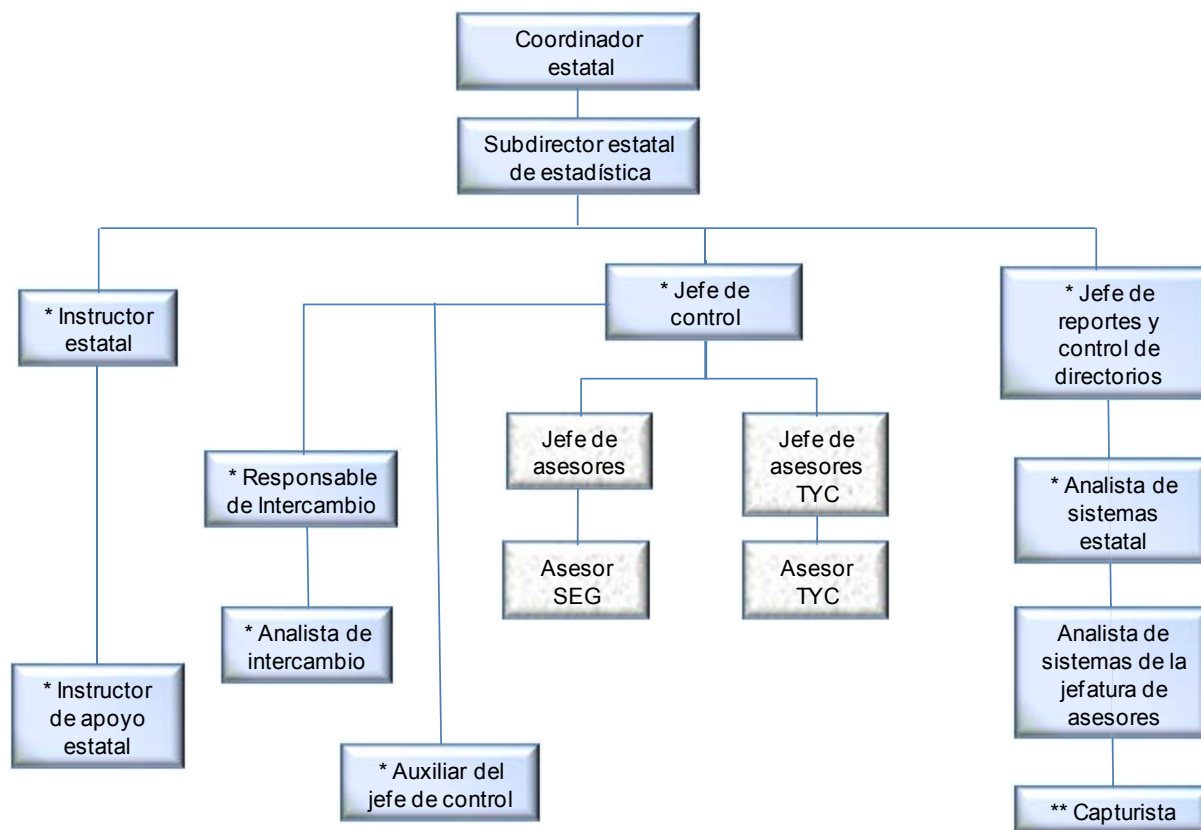 Coordinador
estatal
Subdirector estatal
de estadística
* Instructor
estatal
* Jefe de
control
* Jefe de
reportes y
control de
directorios
* Responsable
de Intercambio
Jefe de
asesores
Jefe de
asesores
TYC
* Analista de
sistemas
estatal
Asesor
SEG
Asesor
TYC
* Analista de
intercambio
Analista de
sistemas de la
jefatura de
asesores
* Instructor
de apoyo
estatal
* Auxiliar del
jefe de control
** Capturista